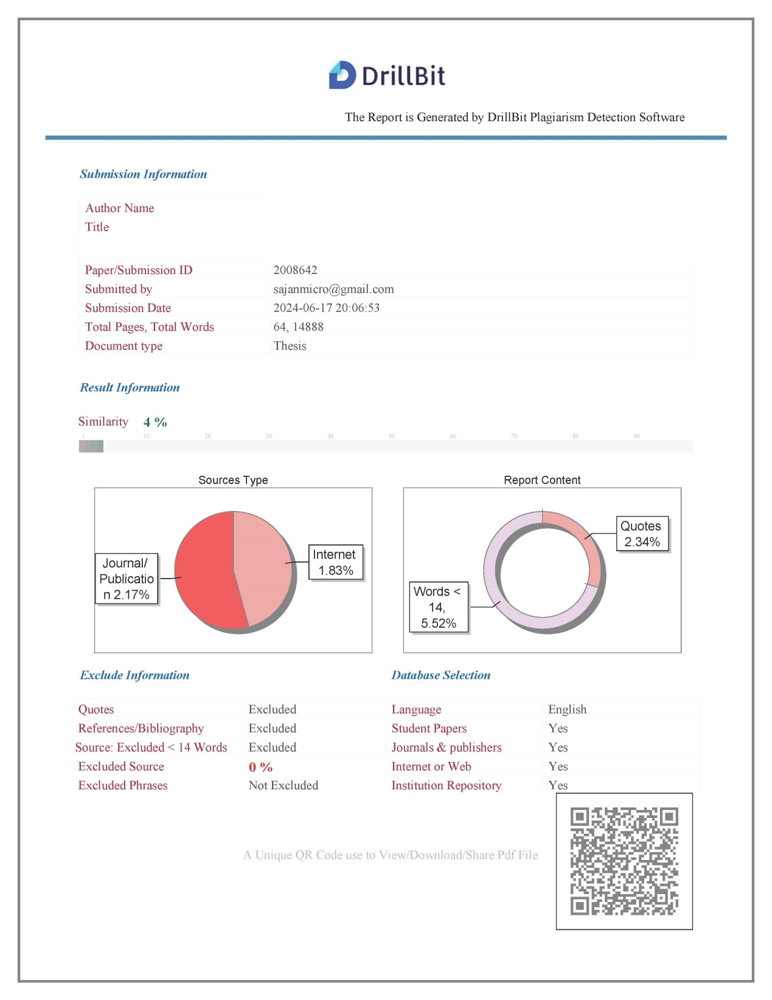 DrillBit
The Report is Generated by DrillBit Plagiarism Detection Software
Submission Information
Author Name
Title
Paper/Submission ID 2008642
Submitted by sajanmicro@gmail.com
Submission Date 2024-06-17 20:06:53
Total Pages, Total Words 64, 14888
Document type Thesis
Result Information
Similarity 4 %
1 10 20 30 40 50 60 70 80 90
Sources Type
Journal/
Publicatio
n 2.17%
Internet
1.83%
Report Content
Quotes
2.34%
Words <
14,
5.52%
Exclude Information
Quotes Excluded
References/Bibliography Excluded
Source: Excluded < 14 Words Excluded
Excluded Source 0 %
Excluded Phrases Not Excluded
Database Selection
Language English
Student Papers Yes
Journals & publishers Yes
Internet or Web Yes
Institution Repository Yes
A Unique QR Code use to View/Download/Share Pdf File